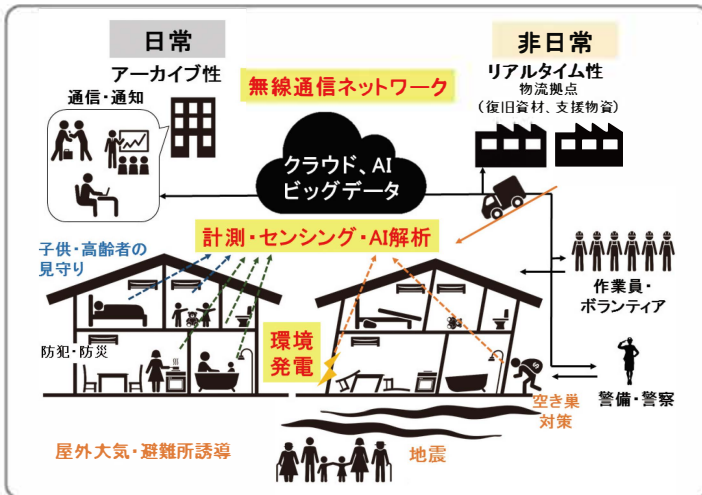 日常
非日常
アーカイブ性
リアルタイム性
通信・通知
無線通信ネットワーク
物流拠点
（復旧資材、支援物資）
クラウド、AI
ビッグデータ
計測・センシング・AI解析
子供・高齢者の
見守り
作業員・
ボランティア
防犯・防災
環境
発電
空き巣
対策
警備・警察
屋外大気・避難所誘導
地震